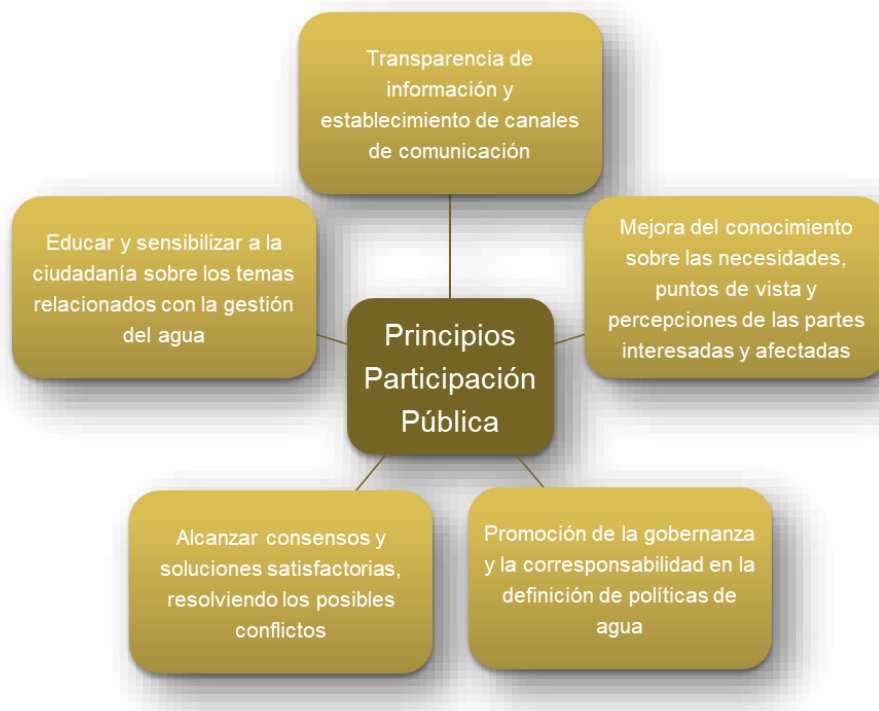 Transparencia de
información y
establecimiento de canales
de comunicación
Educar y sensibilizar a la
ciudadanía sobre los temas
relacionados con la gestión
del agua
Mejora del conocimiento
sobre las necesidades,
puntos de vista y
percepciones de las partes
interesadas y afectadas
Principios
Participación
Pública
Alcanzar consensos y
soluciones satisfactorias,
resolviendo los posibles
conflictos
Promoción de la gobernanza
y la corresponsabilidad en la
definición de políticas de
agua